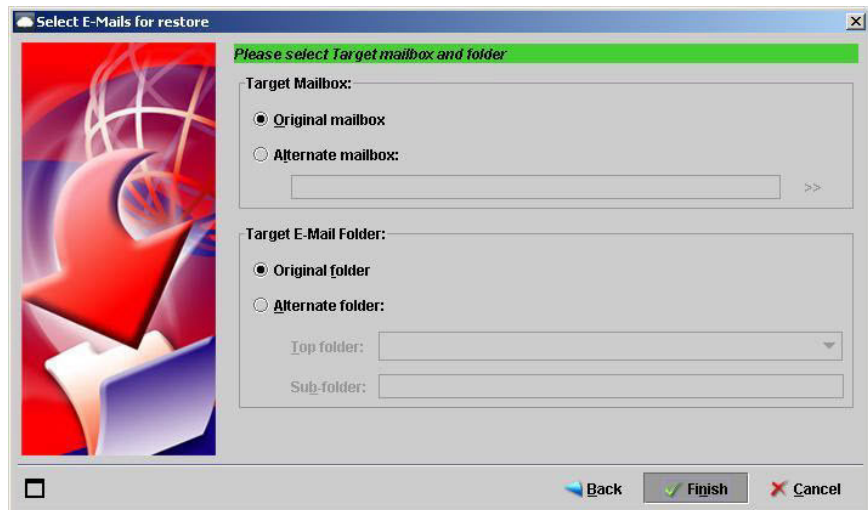 Select E-Mails for restore
Please select Target mailbox and folder
Target Mailbox:
Original mailbox
Alternate mailbox:
>>
Target E-Mail Folder:
Original folder
Alternate folder:
Top folder:
Sub-folder:
Back Finish Cancel